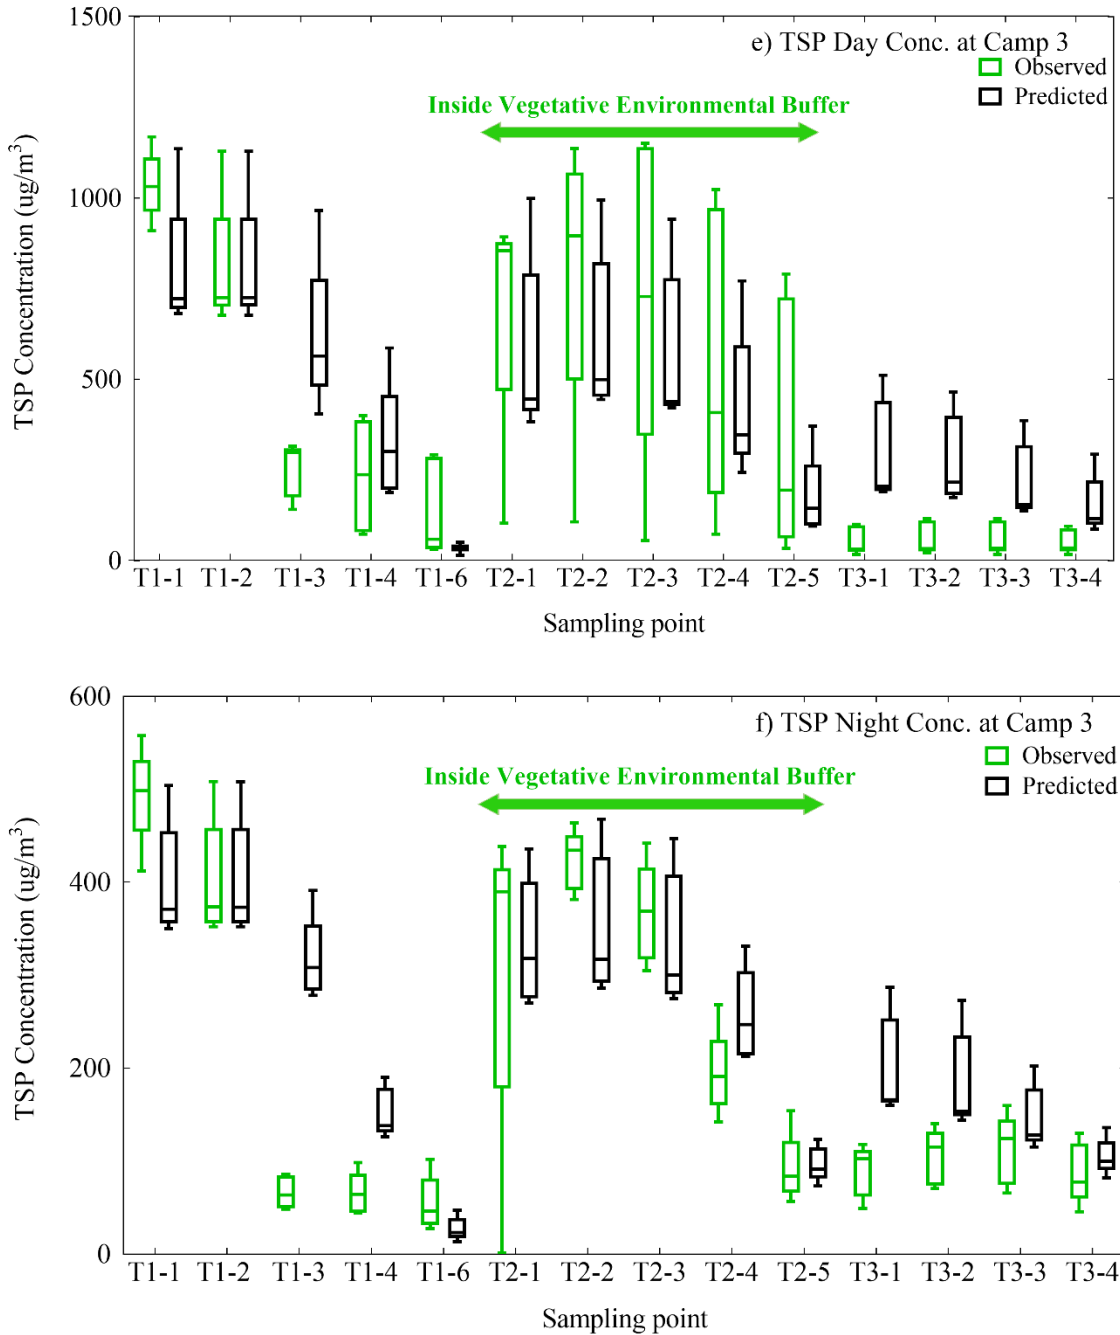 1500
e) TSP Day Conc. at Camp 3
Observed
Predicted
Inside Vegetative Environmental Buffer
1000
500
0
TSP Concentration (ug/m³)
T1-1 T1-2 T1-3 T1-4 T1-6 T2-1 T2-2 T2-3 T2-4 T2-5 T3-1 T3-2 T3-3 T3-4
Sampling point
600
f) TSP Night Conc. at Camp 3
Observed
Predicted
Inside Vegetative Environmental Buffer
400
200
0
TSP Concentration (ug/m³)
T1-1 T1-2 T1-3 T1-4 T1-6 T2-1 T2-2 T2-3 T2-4 T2-5 T3-1 T3-2 T3-3 T3-4
Sampling point